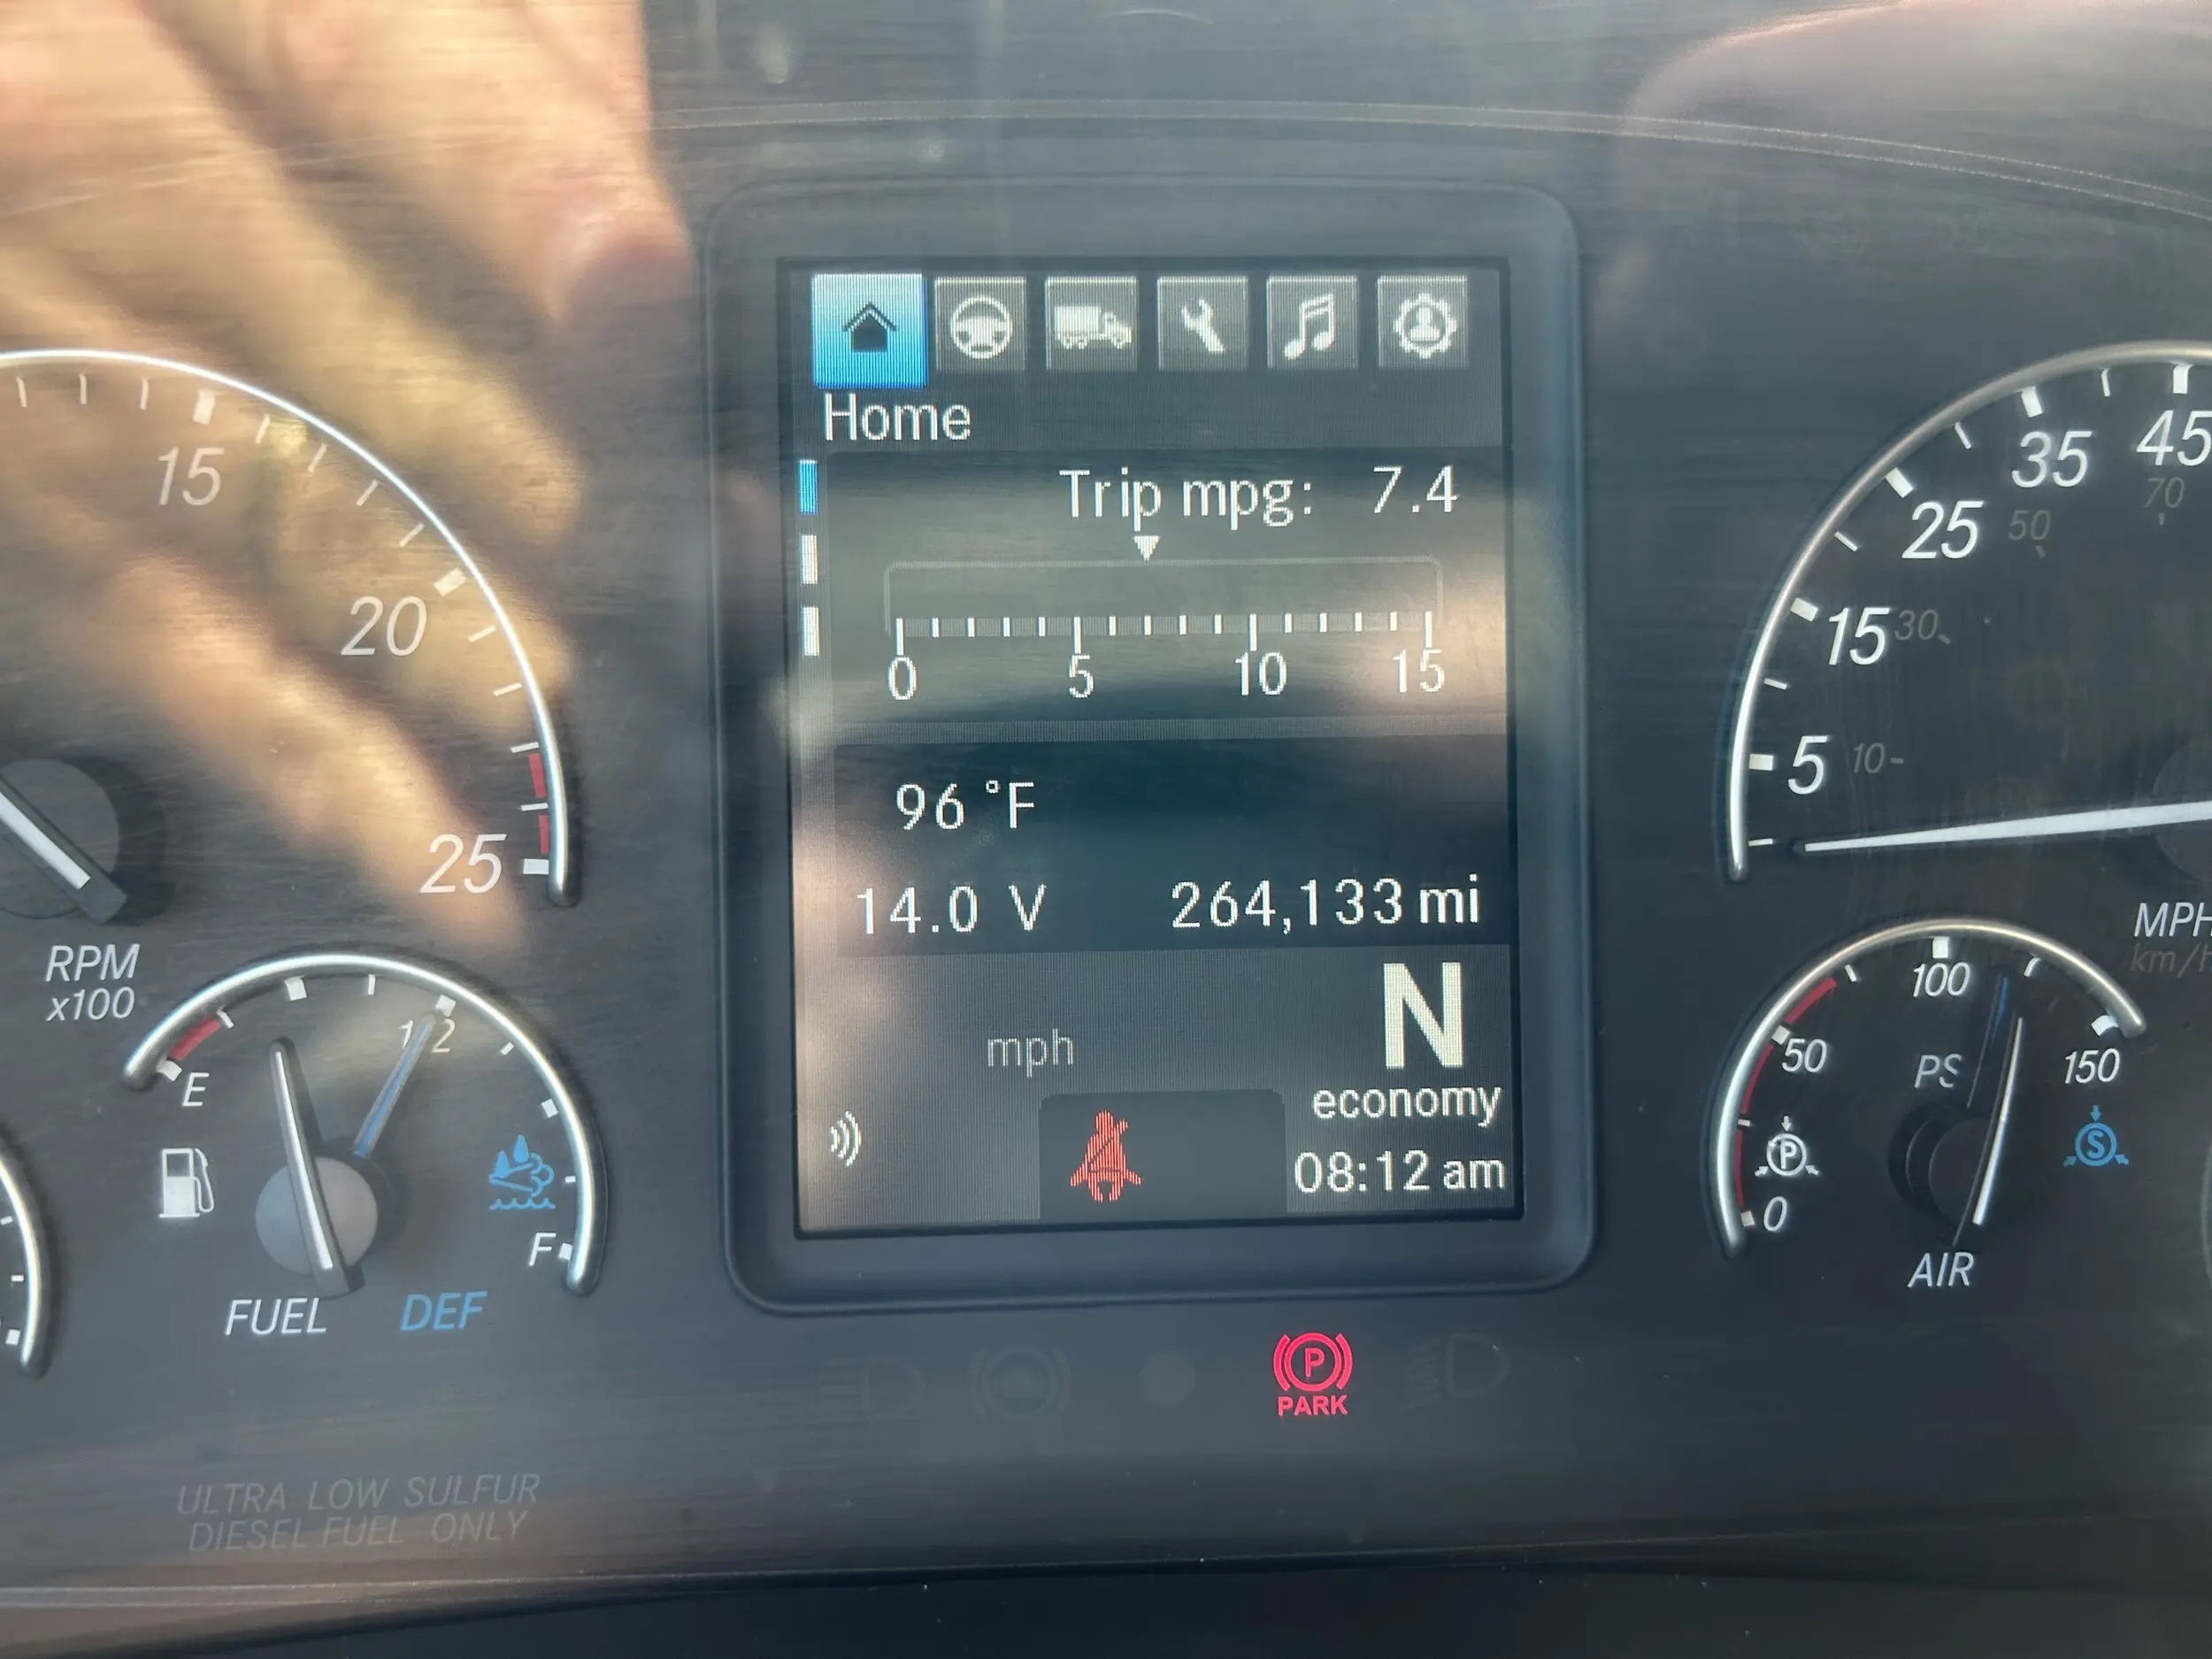 Home
Trip mpg: 7.4
0 5 10 15
96 °F
14.0 V 264,133 mi
N
mph
economy
08:12 am
15
20
25
RPM
x100
E
1/2
F
FUEL DEF
ULTRA LOW SULFUR
DIESEL FUEL ONLY
P
PARK
5 10
15 30
25 50
35
45
70
MPH
km/h
0
50
100
150
PS
P
S
AIR